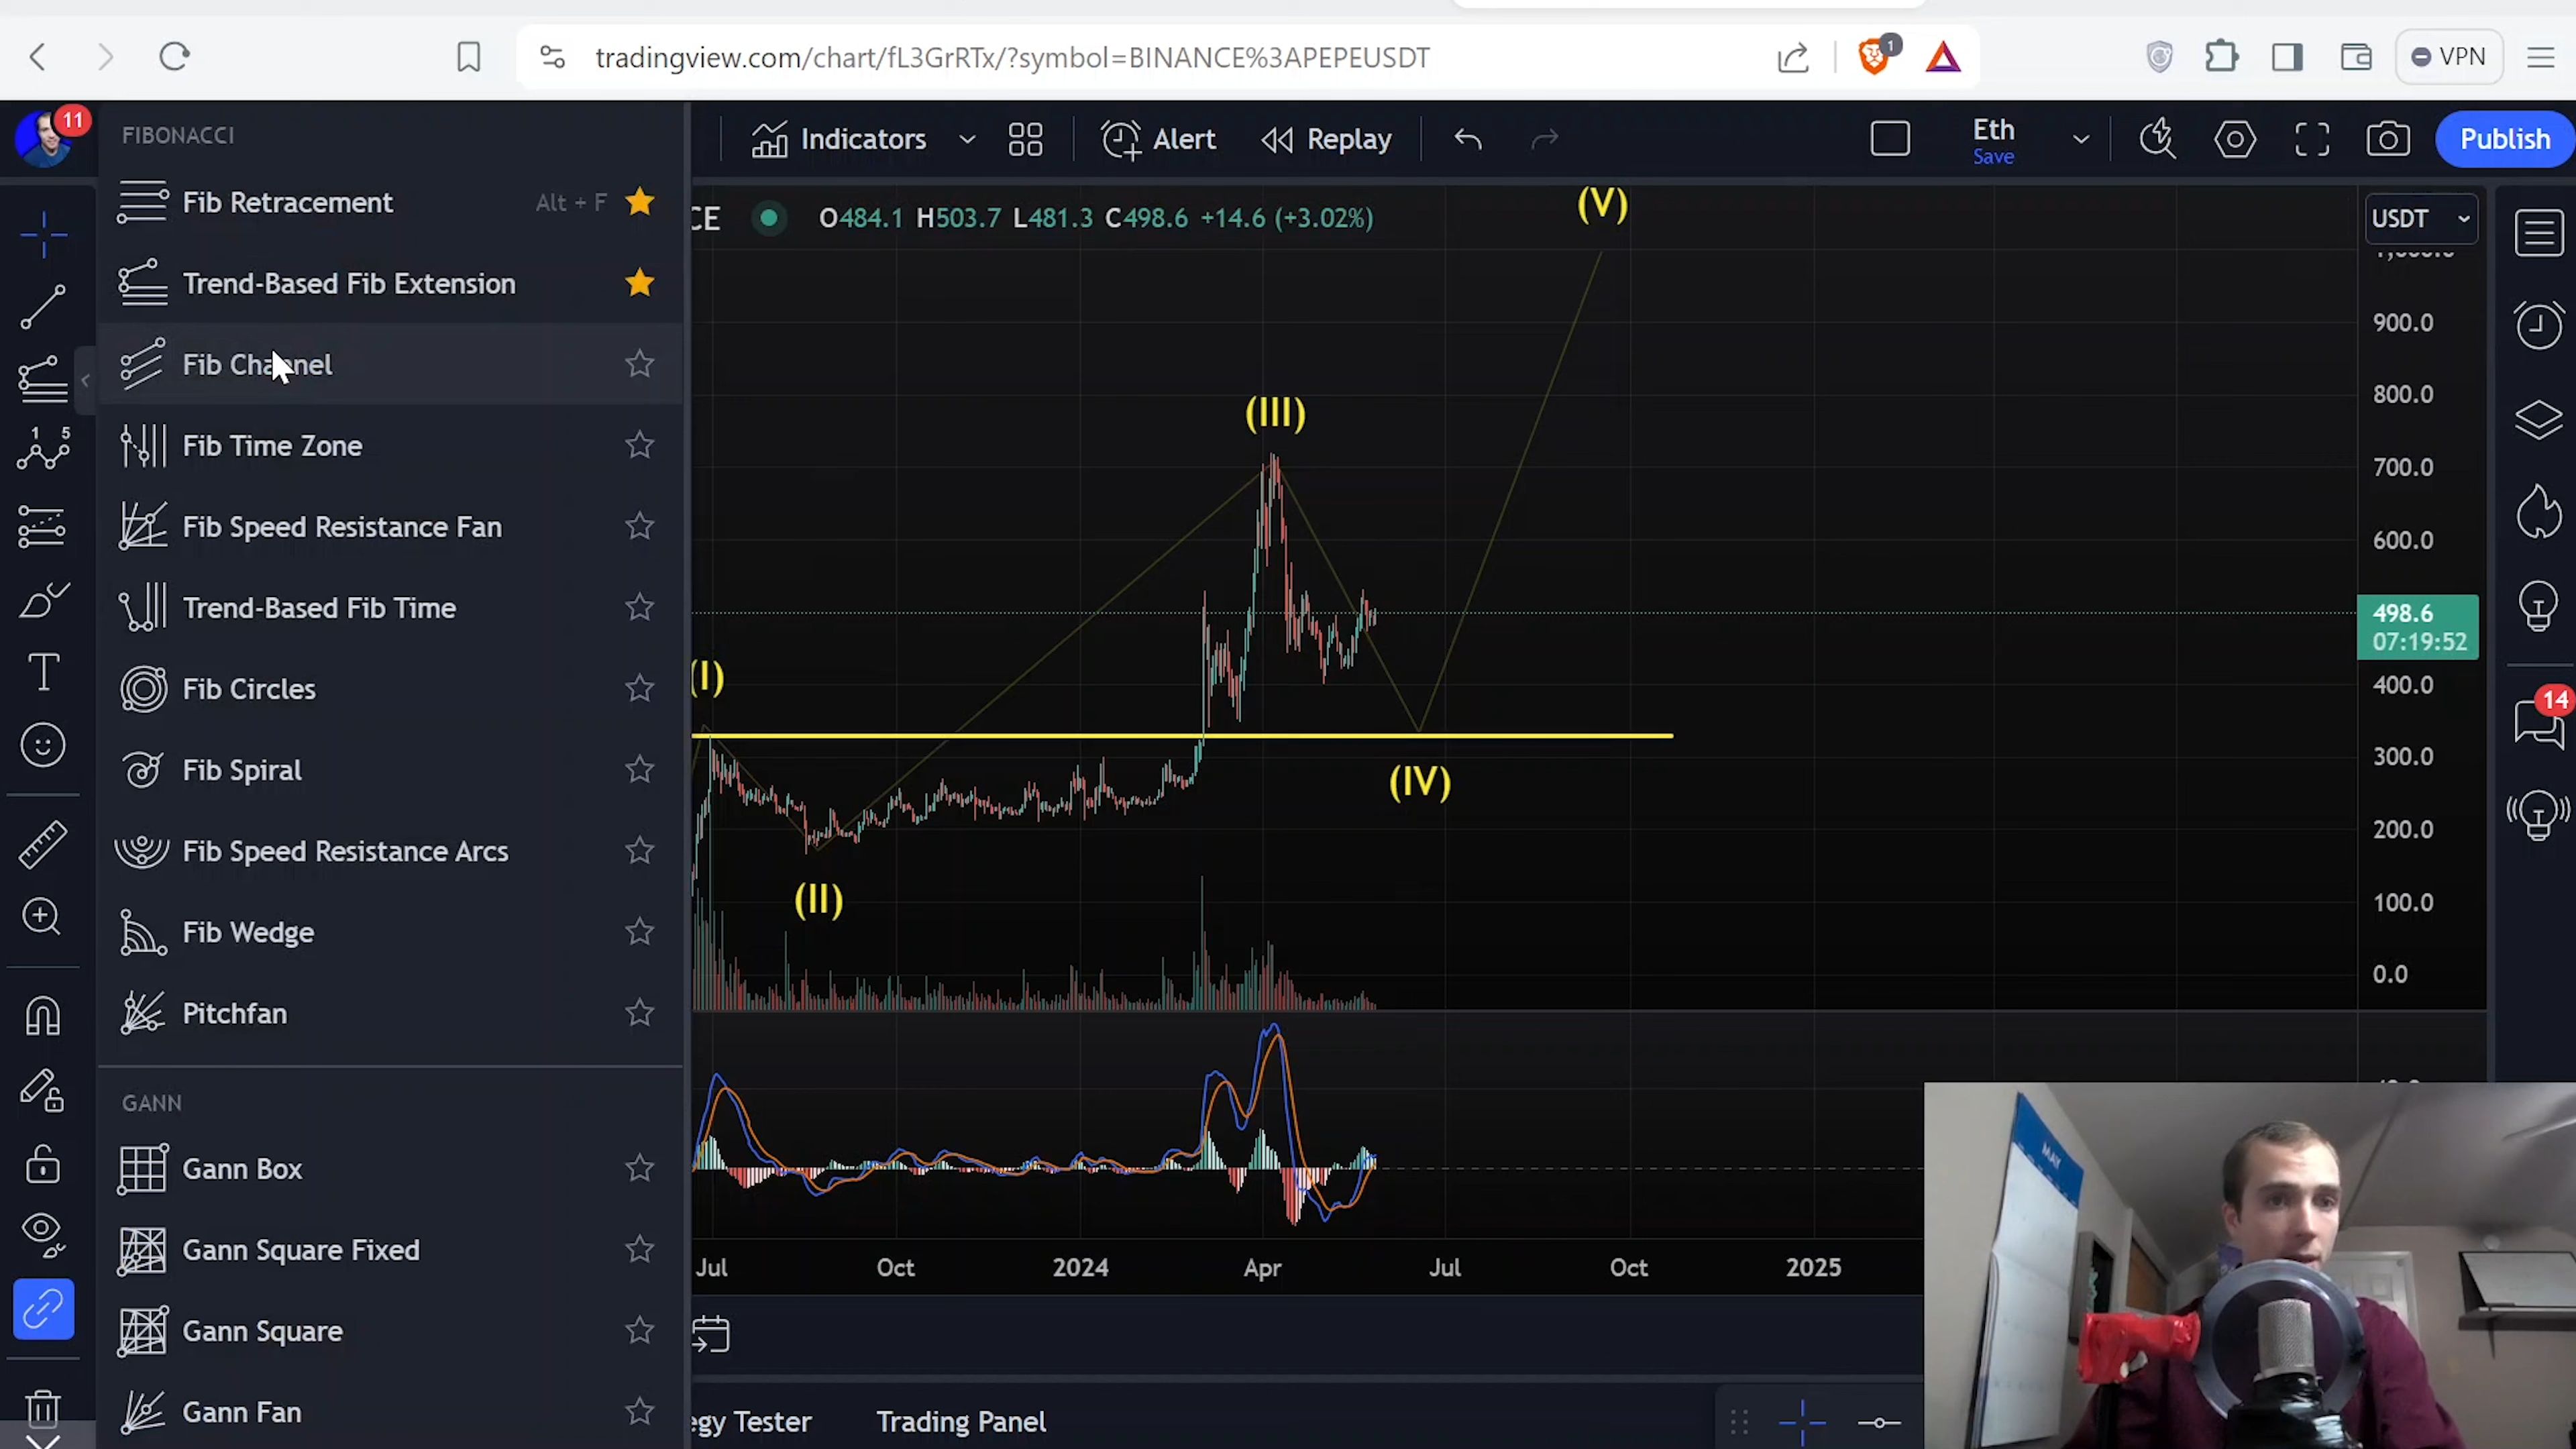 tradingview.com/chart/fL3GrRTx/?symbol=BINANCE%3APEPEUSDT
1
VPN
11
FIBONACCI
Fib Retracement Alt + F
Trend-Based Fib Extension
Fib Channel
Fib Time Zone
Fib Speed Resistance Fan
Trend-Based Fib Time
Fib Circles
Fib Spiral
Fib Speed Resistance Arcs
Fib Wedge
Pitchfan
GANN
Gann Box
Gann Square Fixed
Gann Square
Gann Fan
1 5
T
Indicators
Alert
Replay
Eth
Save
Publish
CE O484.1 H503.7 L481.3 C498.6 +14.6 (+3.02%)
USDT
(V)
(III)
(I)
(IV)
(II)
900.0
800.0
700.0
600.0
498.6
07:19:52
400.0
300.0
200.0
100.0
0.0
14
Jul Oct 2024 Apr Jul Oct 2025
egy Tester
Trading Panel
MAY